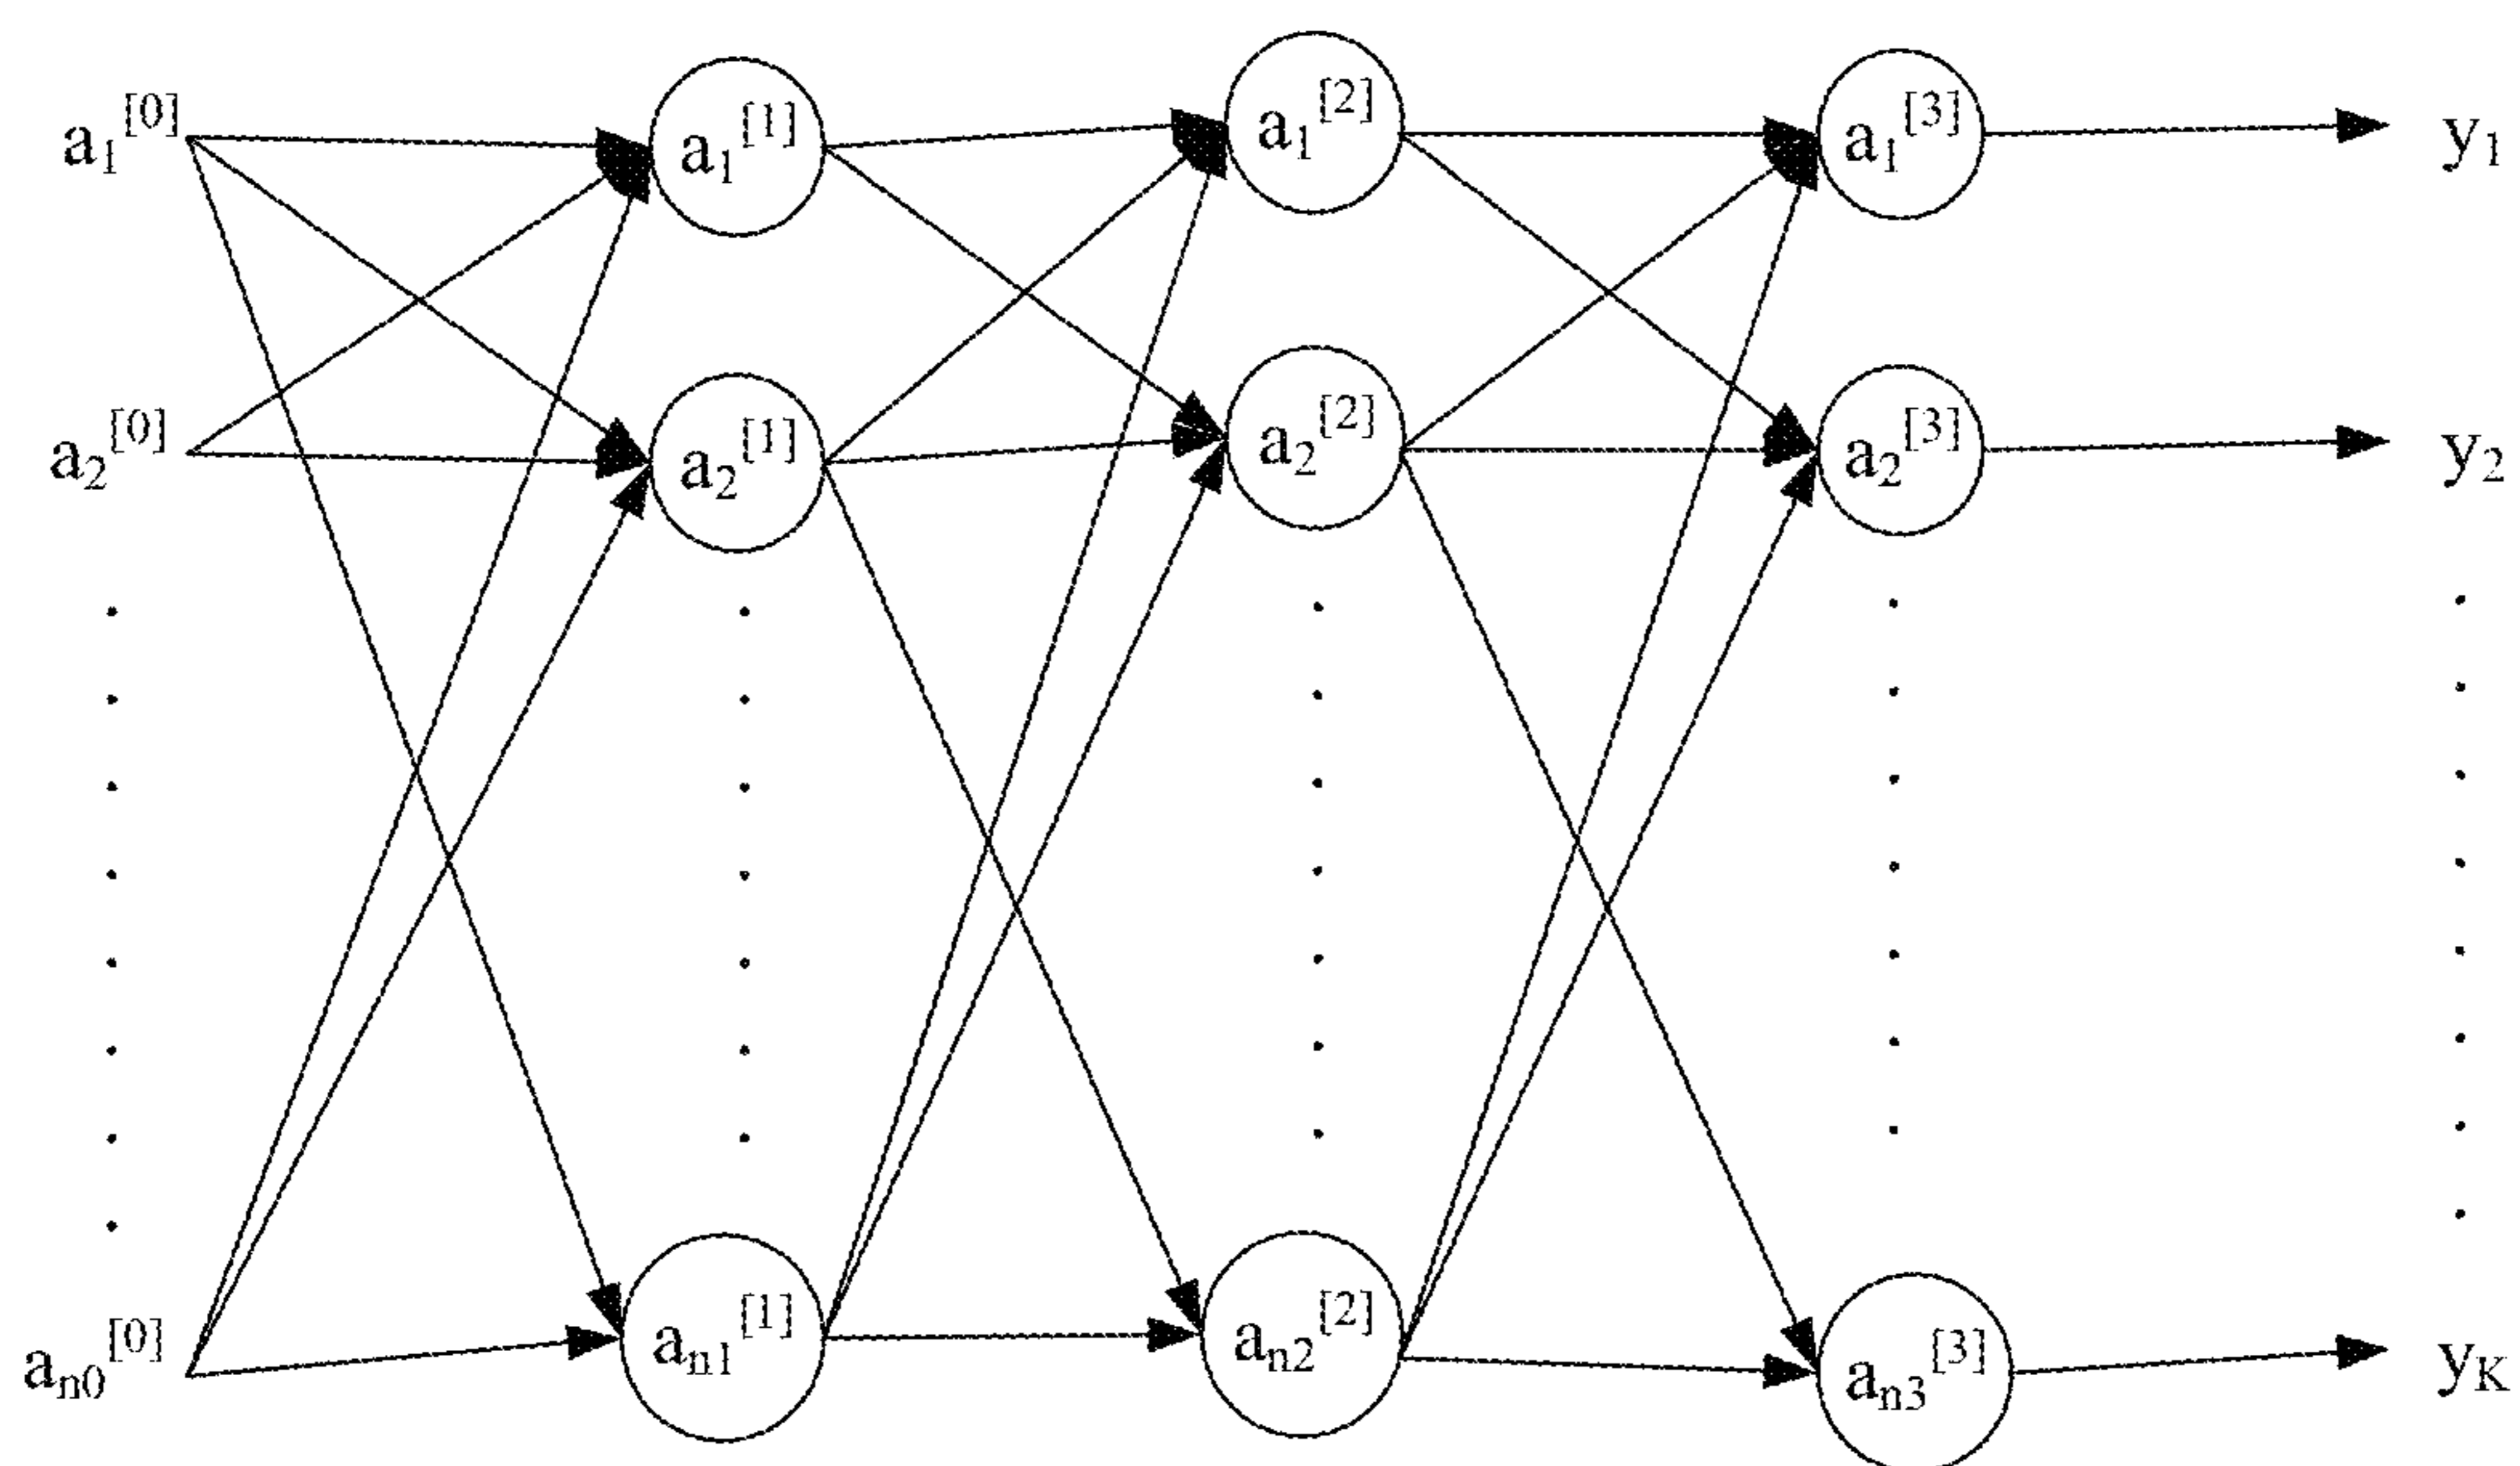 a₁[0] a₁[1] a₁[2] a₁[3] y₁
a₂[0] a₂[1] a₂[2] a₂[3] y₂
aₙ₀[0] aₙ₁[1] aₙ₂[2] aₙ₃[3] y_K